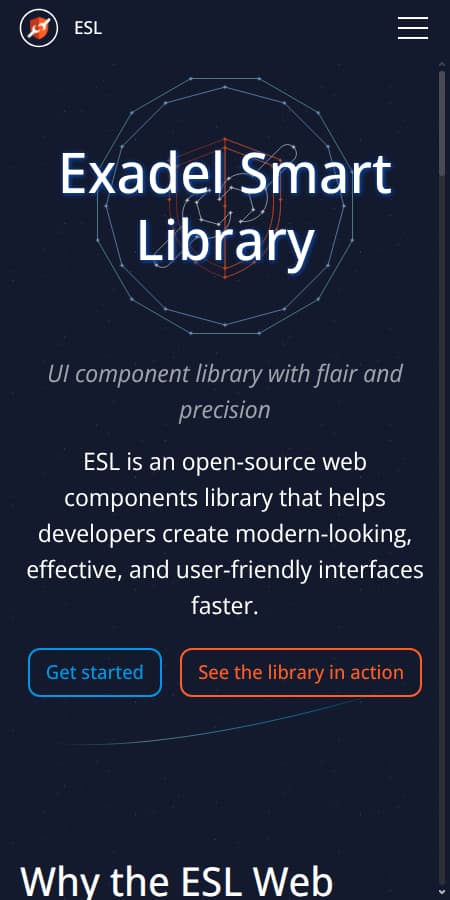 ESL
Exadel Smart
Library
UI component library with flair and
precision
ESL is an open-source web
components library that helps
developers create modern-looking,
effective, and user-friendly interfaces
faster.
Get started
See the library in action
Why the ESL Web